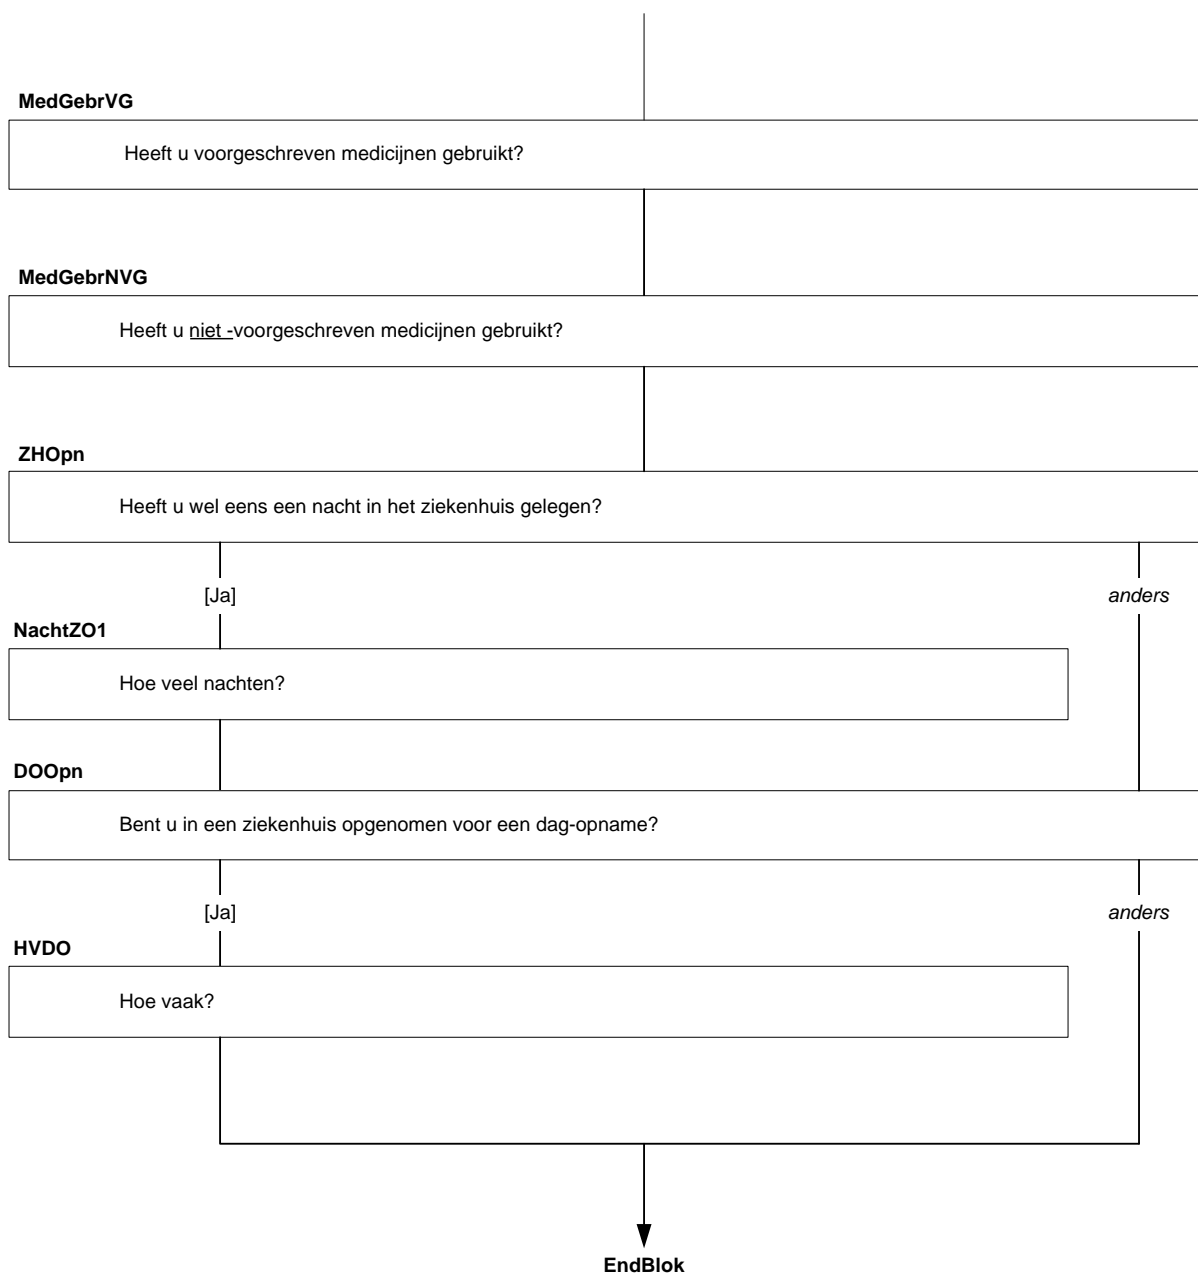 MedGebrVG
Heeft u voorgeschreven medicijnen gebruikt?
MedGebrNVG
Heeft u niet -voorgeschreven medicijnen gebruikt?
ZHOpn
Heeft u wel eens een nacht in het ziekenhuis gelegen?
[Ja]
anders
NachtZO1
Hoe veel nachten?
DOOpn
Bent u in een ziekenhuis opgenomen voor een dag-opname?
[Ja]
anders
HVDO
Hoe vaak?
EndBlok